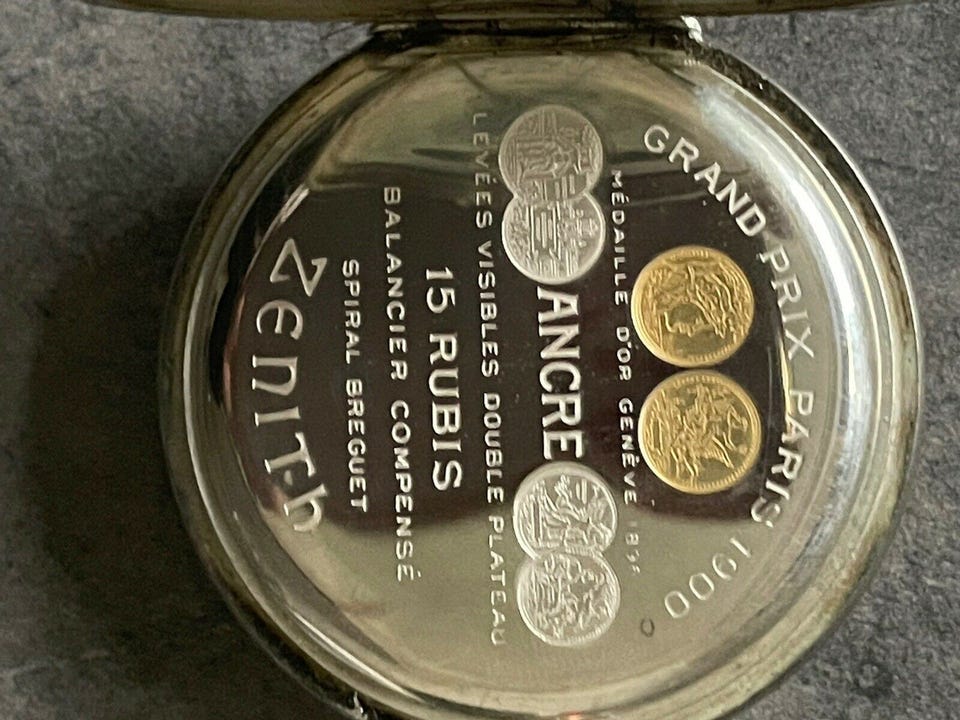 GRAND PRIX PARIS 1900
MÉDAILLE D'OR GENÈVE
ANCRE
LEVÉES VISIBLES DOUBLE PLATEAU
15 RUBIS
BALANCIER COMPENSÉ
SPIRAL BREGUET
ZENITH